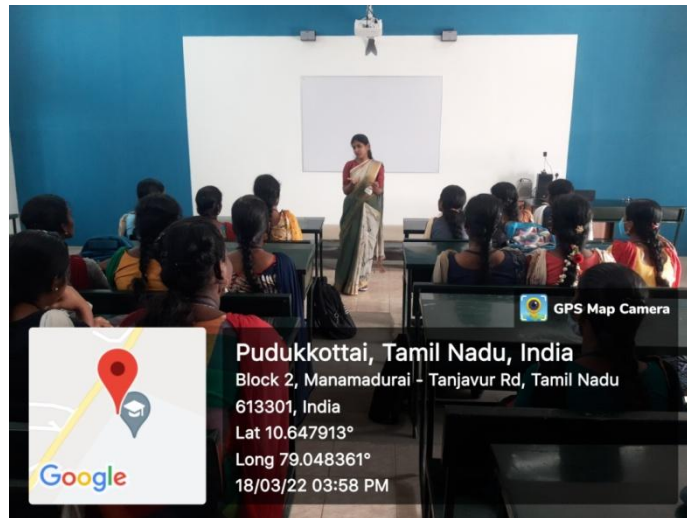 GPS Map Camera
Pudukkottai, Tamil Nadu, India
Block 2, Manamadurai - Tanjavur Rd, Tamil Nadu
613301, India
Lat 10.647913°
Long 79.048361°
18/03/22 03:58 PM
Google